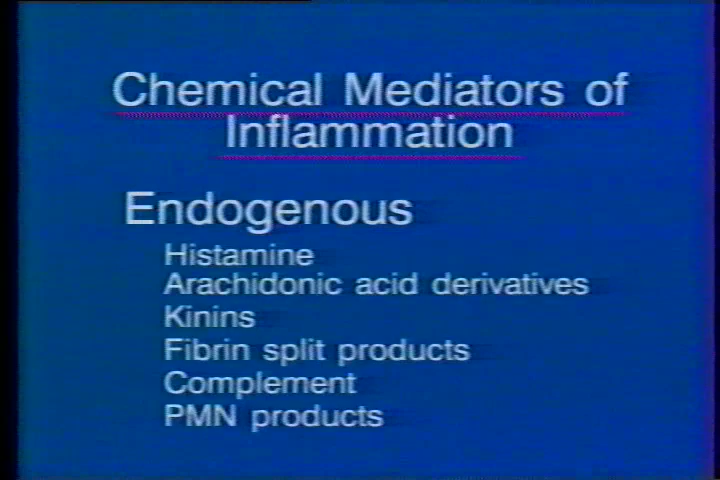 Chemical Mediators of
Inflammation
Endogenous
Histamine
Arachidonic acid derivatives
Kinins
Fibrin split products
Complement
PMN products